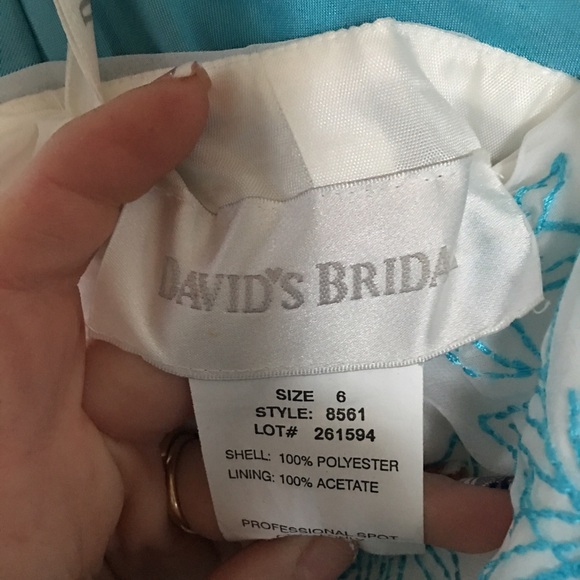 DAVID'S BRIDAL
SIZE 6
STYLE: 8561
LOT# 261594
SHELL: 100% POLYESTER
LINING: 100% ACETATE
PROFESSIONAL SPOT